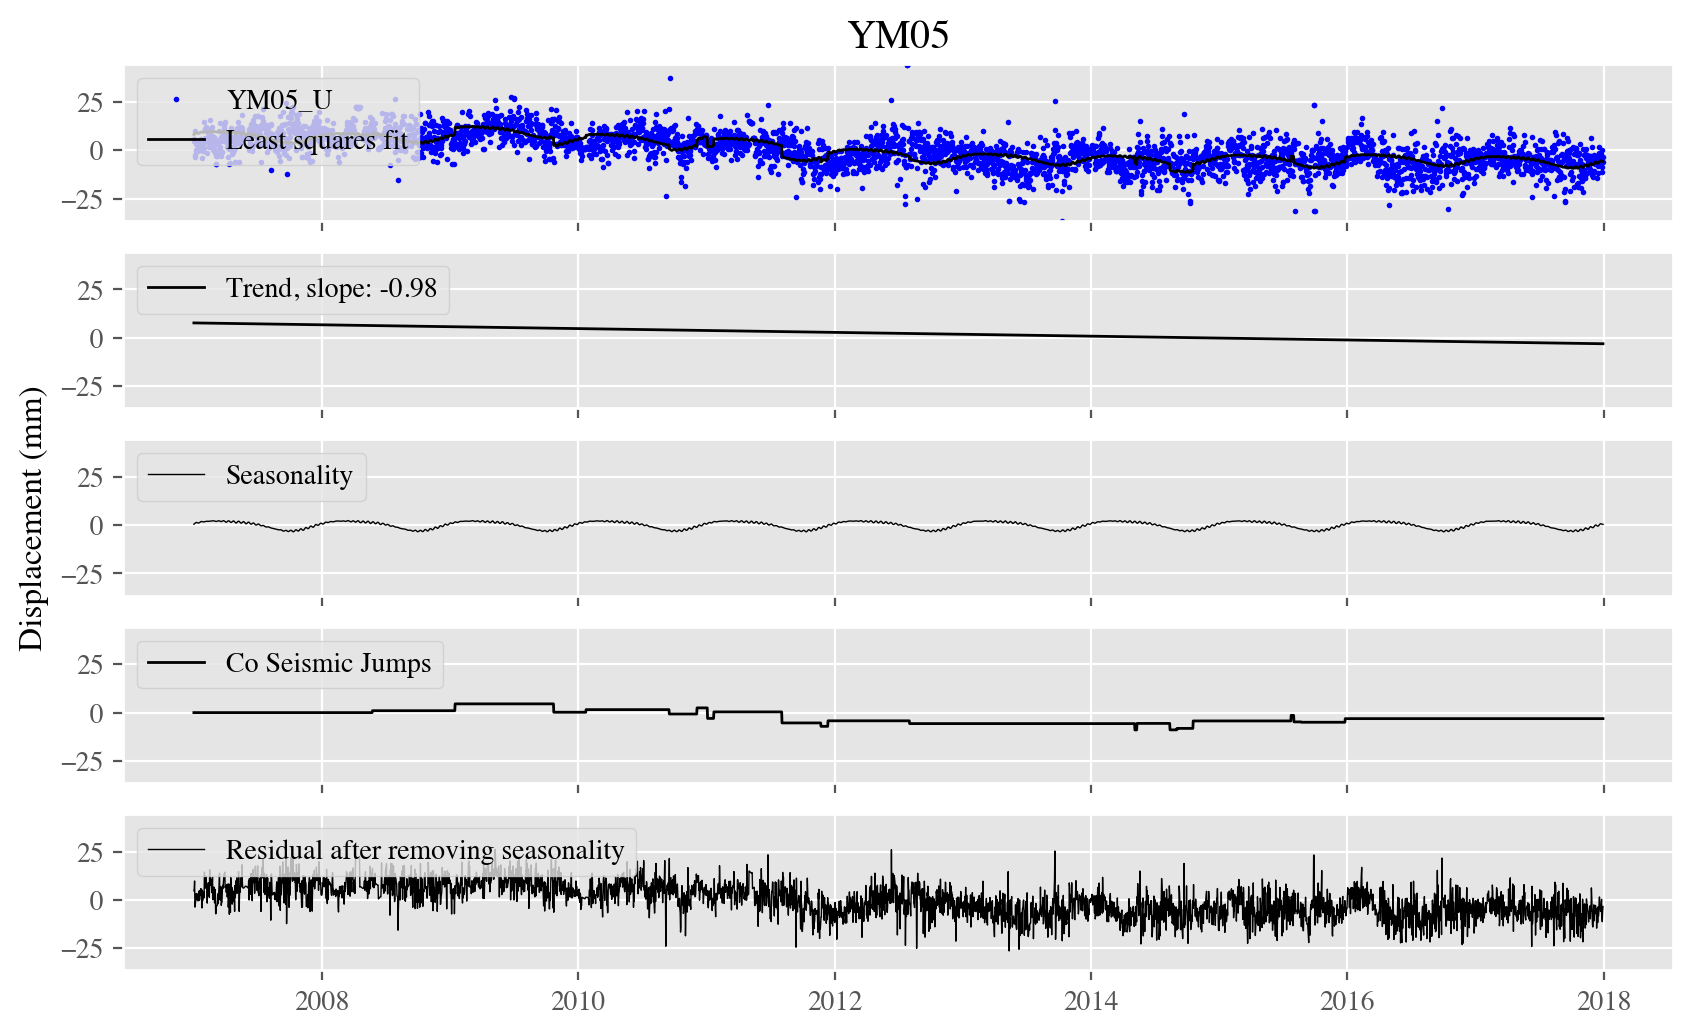 YM05
YM05_U
Least squares fit
25
0
−25
Trend, slope: -0.98
25
0
−25
Seasonality
25
0
−25
Co Seismic Jumps
25
0
−25
Residual after removing seasonality
25
0
−25
2008 2010 2012 2014 2016 2018
Displacement (mm)